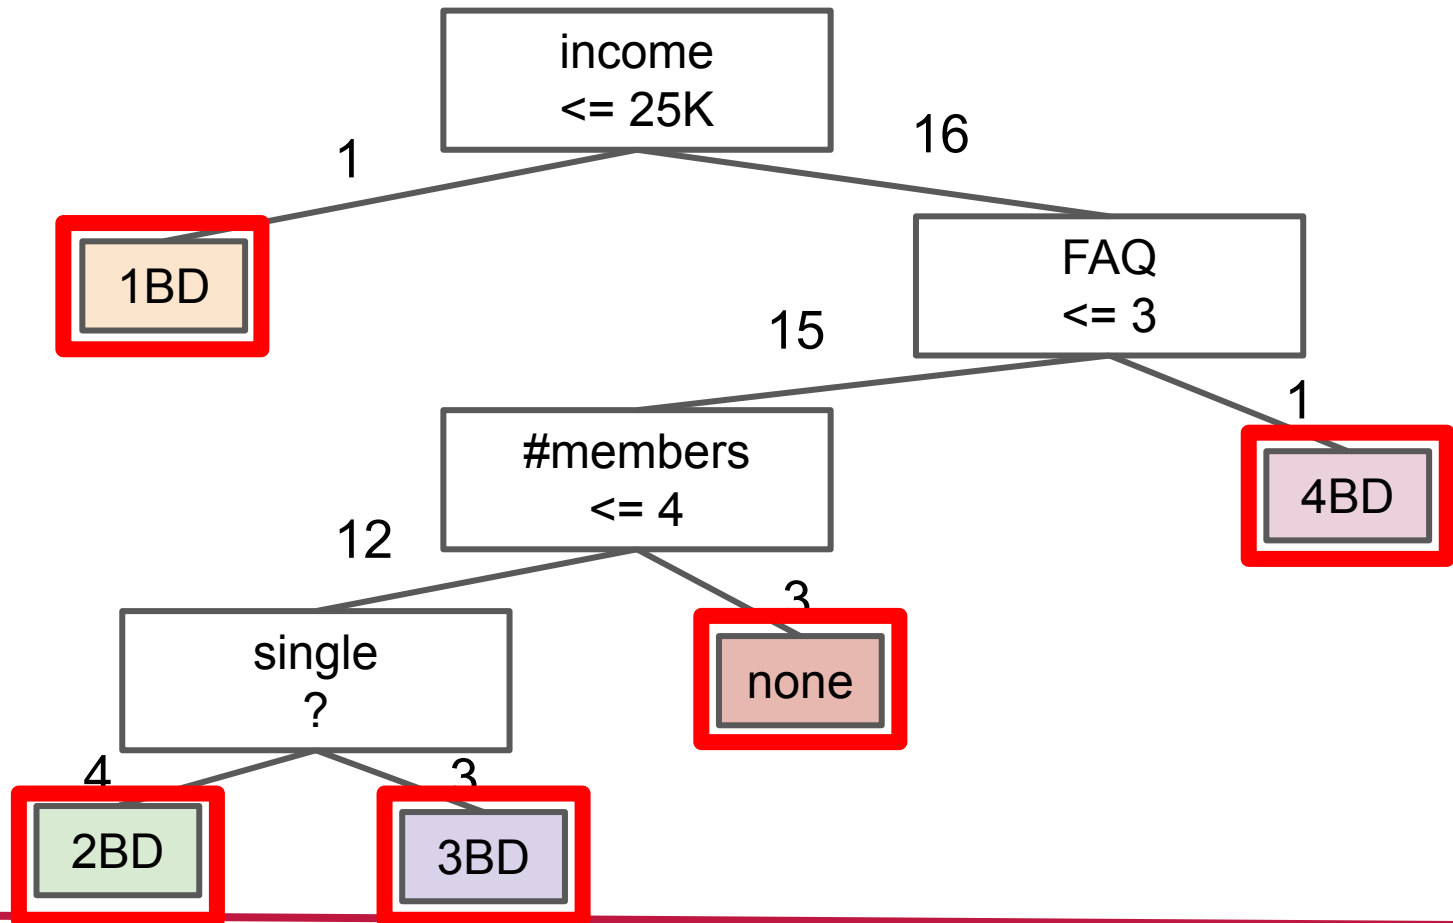 income
<= 25K
1
16
1BD
FAQ
<= 3
15
1
#members
<= 4
4BD
12
3
single
?
none
4
3
2BD
3BD